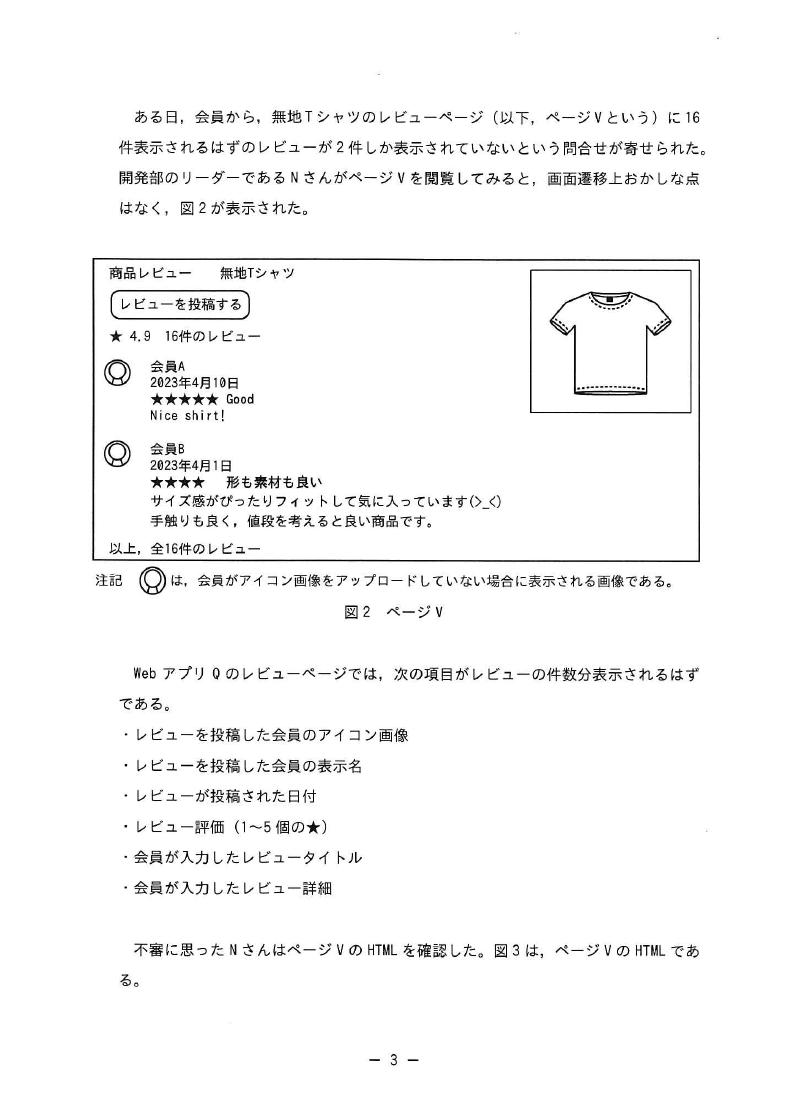 ある日，会員から，無地Tシャツのレビューページ（以下，ページVという）に16
件表示されるはずのレビューが2件しか表示されていないという問合せが寄せられた。
開発部のリーダーであるNさんがページVを閲覧してみると，画面遷移上おかしな点
はなく，図2が表示された。
商品レビュー　無地Tシャツ
レビューを投稿する
★ 4.9　16件のレビュー
会員A
2023年4月10日
★★★★★ Good
Nice shirt!
会員B
2023年4月1日
★★★★　形も素材も良い
サイズ感がぴったりフィットして気に入っています(>_<)
手触りも良く，値段を考えると良い商品です。
以上，全16件のレビュー
注記　は，会員がアイコン画像をアップロードしていない場合に表示される画像である。
図2　ページV
Web アプリ Q のレビューページでは，次の項目がレビューの件数分表示されるはず
である。
・レビューを投稿した会員のアイコン画像
・レビューを投稿した会員の表示名
・レビューが投稿された日付
・レビュー評価（1～5個の★）
・会員が入力したレビュータイトル
・会員が入力したレビュー詳細
不審に思ったNさんはページVのHTMLを確認した。図3は，ページVのHTMLであ
る。
－ 3 －